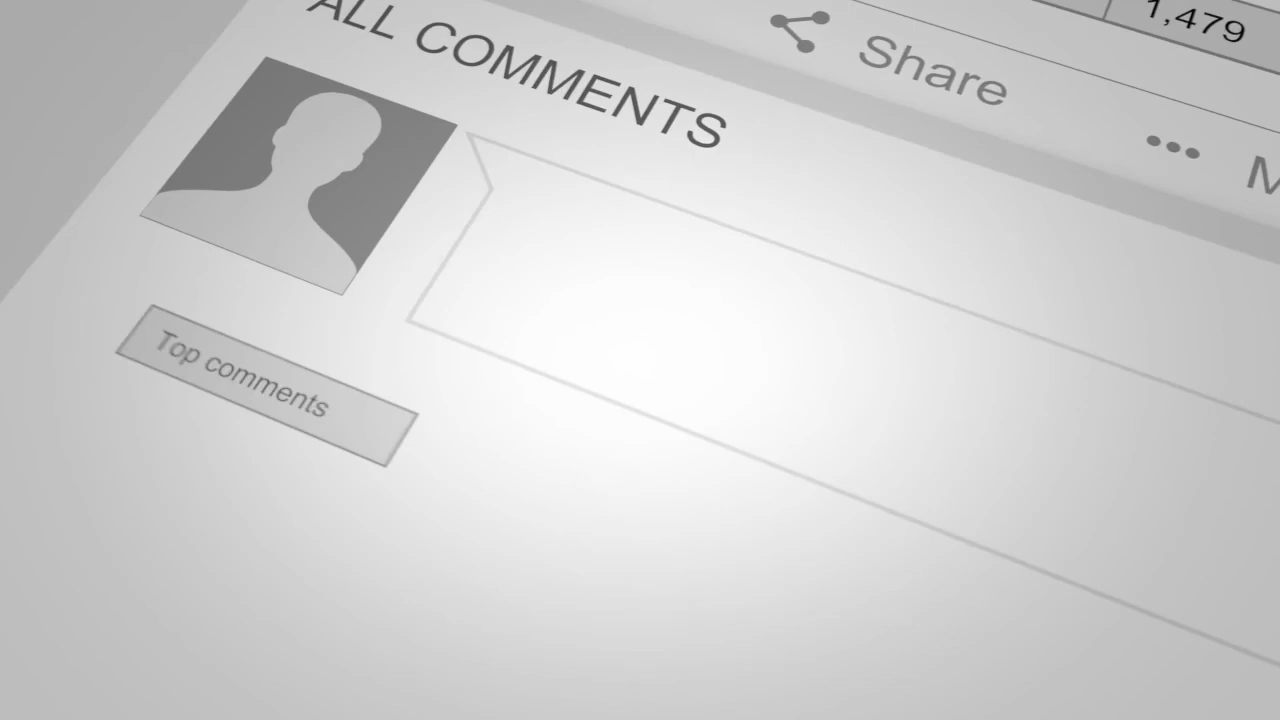 1,479
Share
••• M
ALL COMMENTS
Top comments